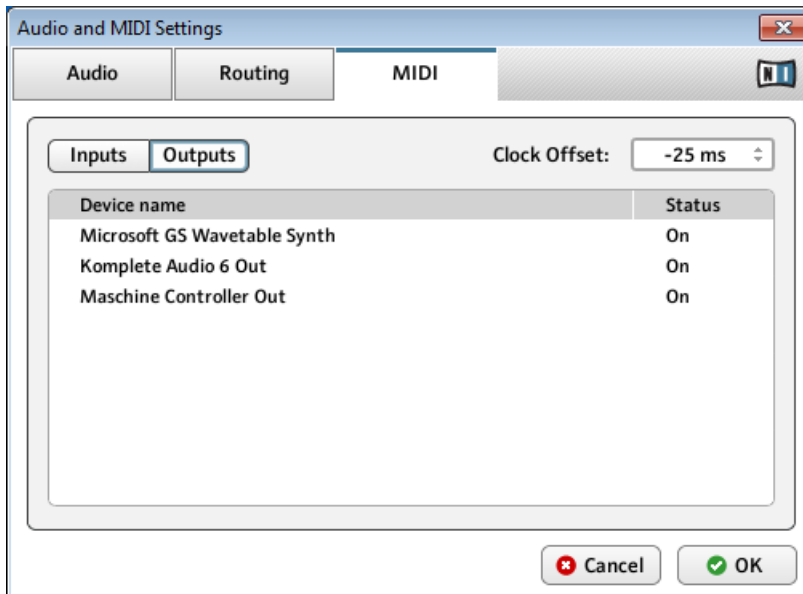 Audio and MIDI Settings
Audio Routing MIDI NI
Inputs Outputs Clock Offset: -25 ms
Device name Status
Microsoft GS Wavetable Synth On
Komplete Audio 6 Out On
Maschine Controller Out On
Cancel OK